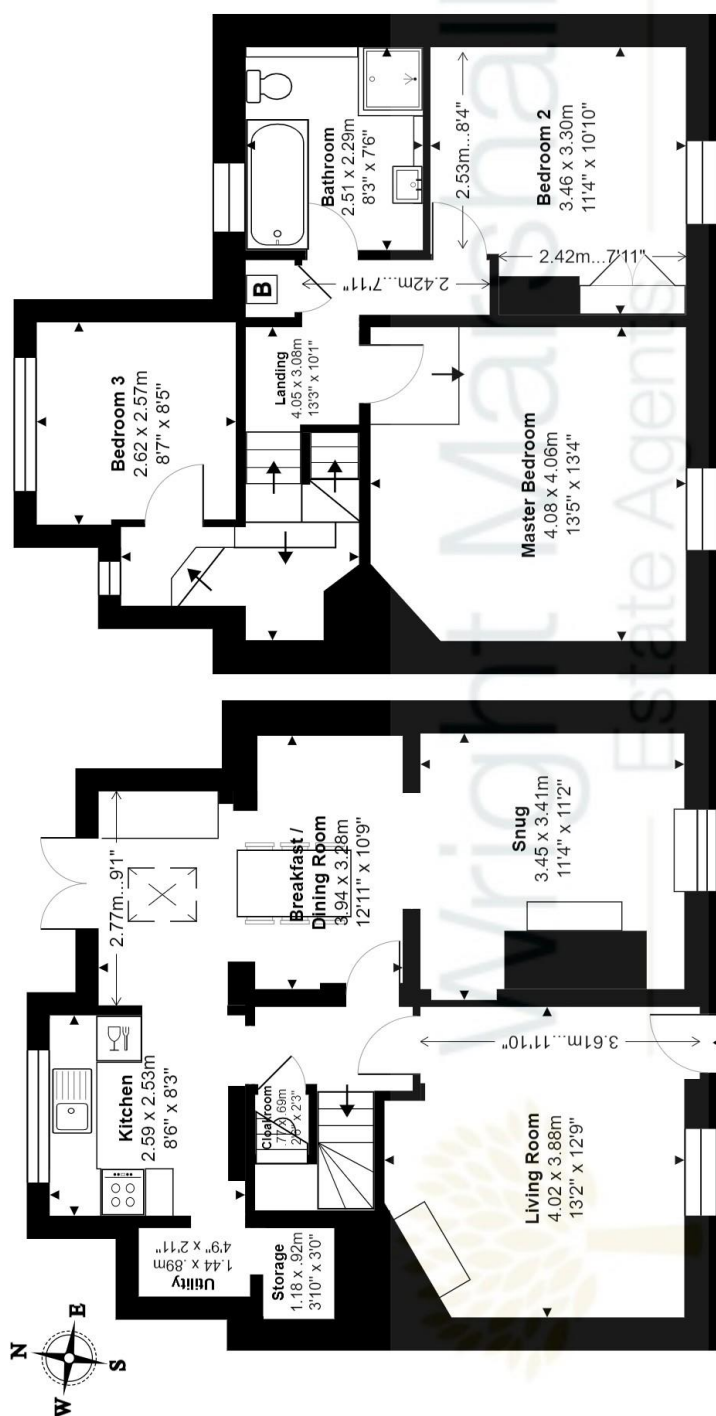 N
E
S
W
Kitchen
2.59 x 2.53m
8'6" x 8'3"
2.77m...9'1"
Utility
1.44 x .89m
4'9" x 2'11"
Storage
1.18 x .92m
3'10" x 3'0"
Cloakroom
.77 x .69m
2'6" x 2'3"
Breakfast /
Dining Room
3.94 x 3.28m
12'11" x 10'9"
Living Room
4.02 x 3.88m
13'2" x 12'9"
3.61m...11'10"
Snug
3.45 x 3.41m
11'4" x 11'2"
Bedroom 3
2.62 x 2.57m
8'7" x 8'5"
Landing
4.05 x 3.08m
13'3" x 10'1"
B
2.42m...7'11"
Bathroom
2.51 x 2.29m
8'3" x 7'6"
2.53m...8'4"
Master Bedroom
4.08 x 4.06m
13'5" x 13'4"
Bedroom 2
3.46 x 3.30m
11'4" x 10'10"
2.42m...7'11"
Wright Marshall
Estate Agents